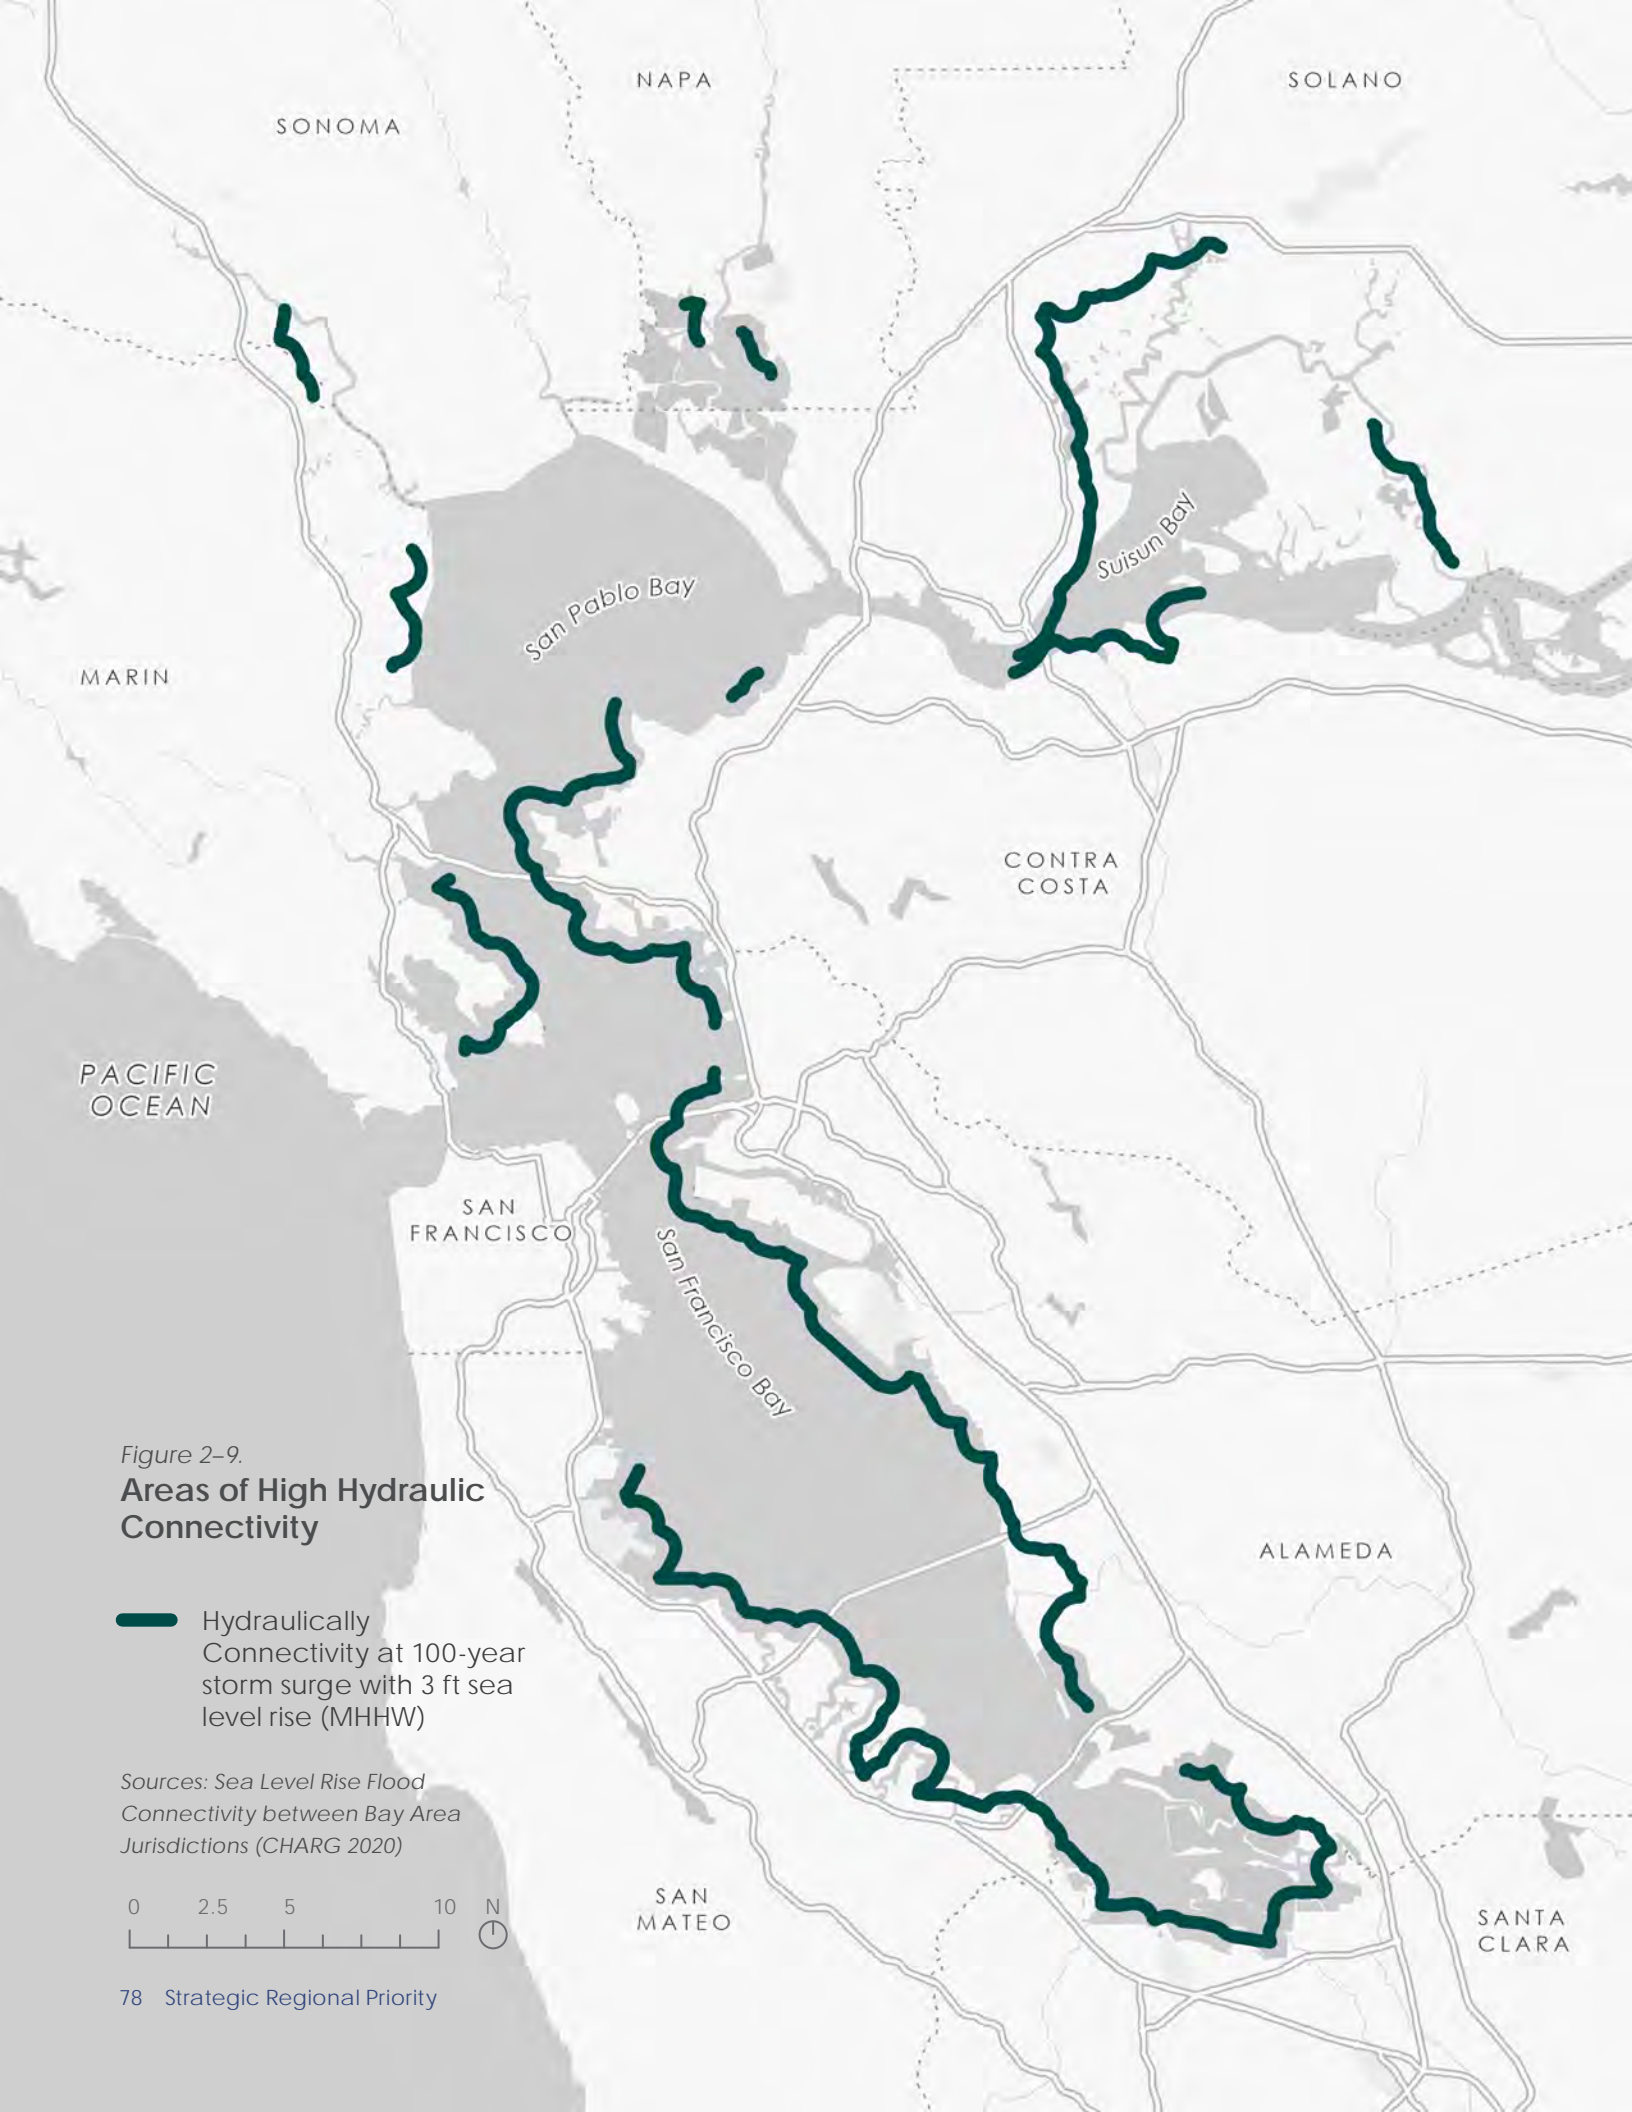 NAPA
SOLANO
SONOMA
Suisun Bay
San Pablo Bay
MARIN
CONTRA
COSTA
PACIFIC
OCEAN
SAN
FRANCISCO
San Francisco Bay
Figure 2–9.
Areas of High Hydraulic
Connectivity
ALAMEDA
Hydraulically
Connectivity at 100-year
storm surge with 3 ft sea
level rise (MHHW)
Sources: Sea Level Rise Flood
Connectivity between Bay Area
Jurisdictions (CHARG 2020)
0 2.5 5 10 N
SAN
MATEO
SANTA
CLARA
78 Strategic Regional Priority